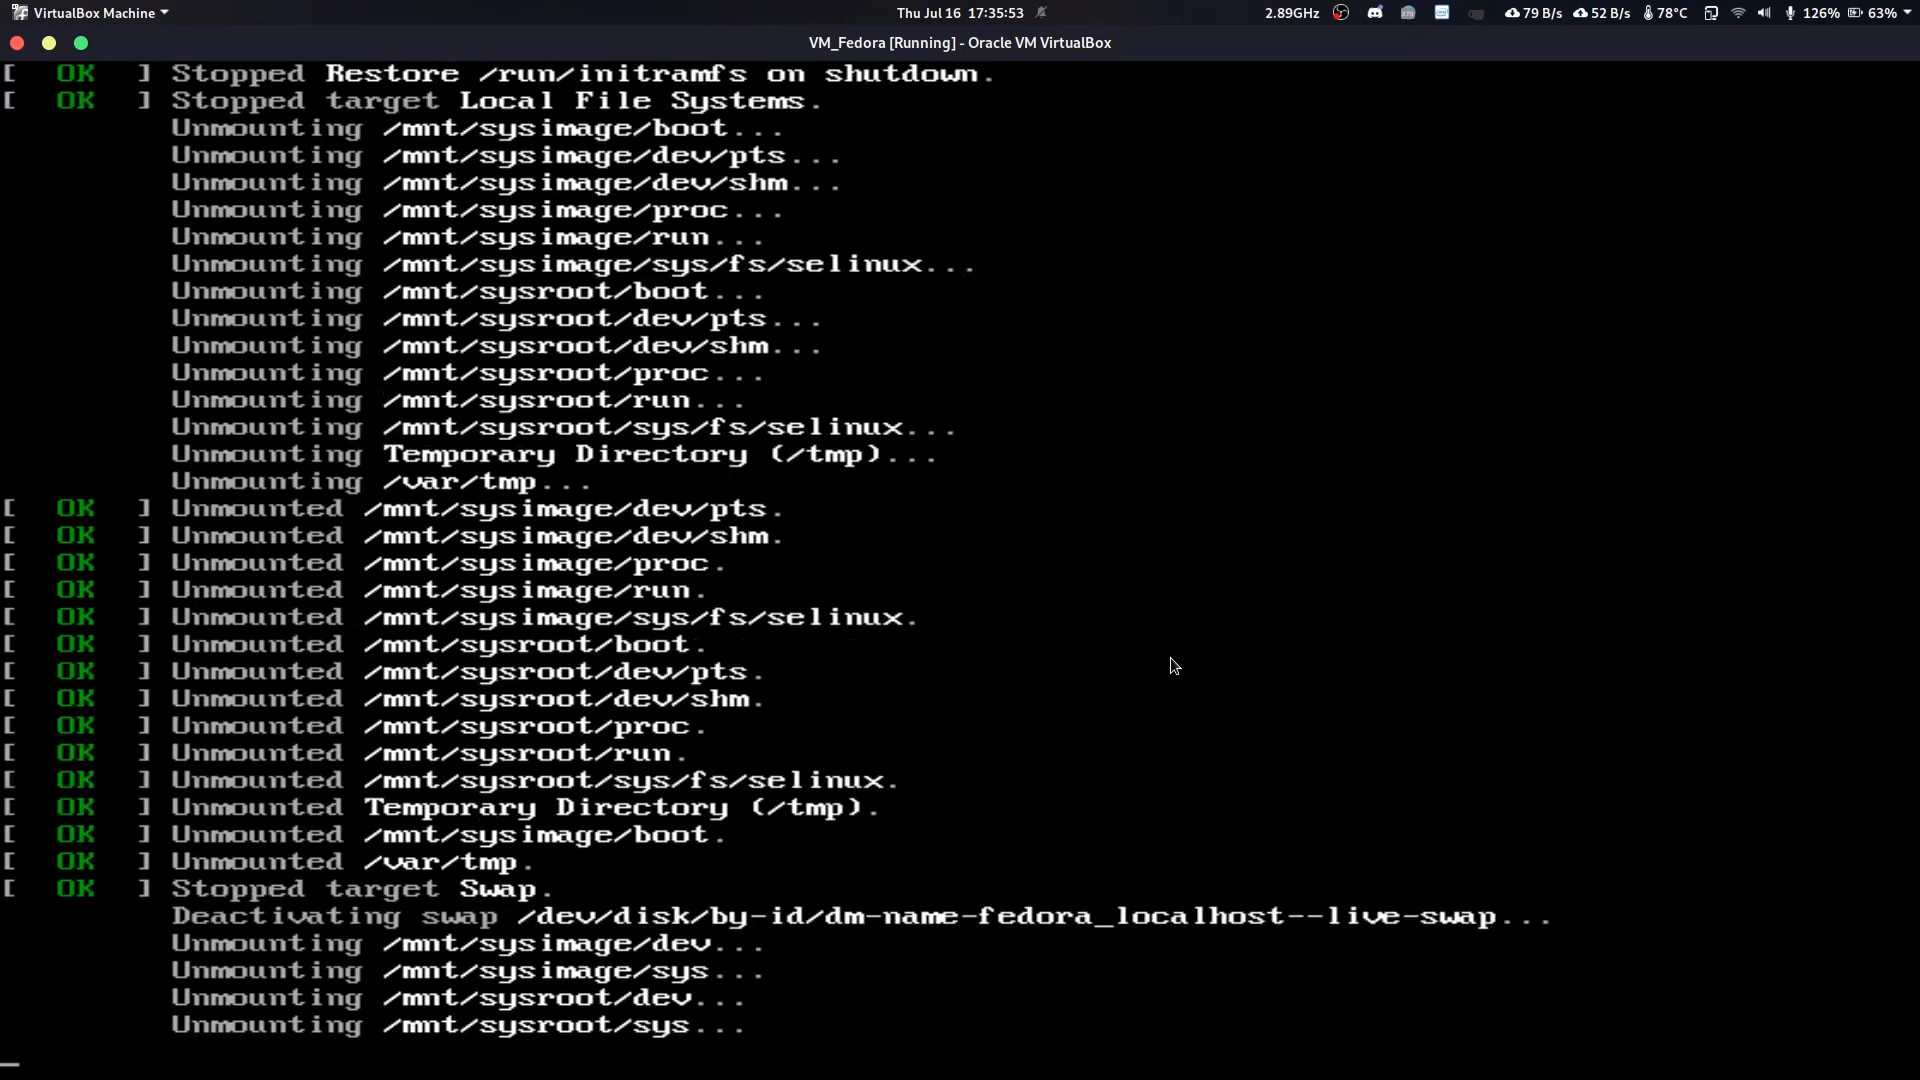 VirtualBox Machine
Thu Jul 16 17:35:53
2.89GHz 79 B/s 52 B/s 78°C 126% 63%
VM_Fedora [Running] - Oracle VM VirtualBox
[ OK ] Stopped Restore /run/initramfs on shutdown.
[ OK ] Stopped target Local File Systems.
Unmounting /mnt/sysimage/boot...
Unmounting /mnt/sysimage/dev/pts...
Unmounting /mnt/sysimage/dev/shm...
Unmounting /mnt/sysimage/proc...
Unmounting /mnt/sysimage/run...
Unmounting /mnt/sysimage/sys/fs/selinux...
Unmounting /mnt/sysroot/boot...
Unmounting /mnt/sysroot/dev/pts...
Unmounting /mnt/sysroot/dev/shm...
Unmounting /mnt/sysroot/proc...
Unmounting /mnt/sysroot/run...
Unmounting /mnt/sysroot/sys/fs/selinux...
Unmounting Temporary Directory (/tmp)...
Unmounting /var/tmp...
[ OK ] Unmounted /mnt/sysimage/dev/pts.
[ OK ] Unmounted /mnt/sysimage/dev/shm.
[ OK ] Unmounted /mnt/sysimage/proc.
[ OK ] Unmounted /mnt/sysimage/run.
[ OK ] Unmounted /mnt/sysimage/sys/fs/selinux.
[ OK ] Unmounted /mnt/sysroot/boot.
[ OK ] Unmounted /mnt/sysroot/dev/pts.
[ OK ] Unmounted /mnt/sysroot/dev/shm.
[ OK ] Unmounted /mnt/sysroot/proc.
[ OK ] Unmounted /mnt/sysroot/run.
[ OK ] Unmounted /mnt/sysroot/sys/fs/selinux.
[ OK ] Unmounted Temporary Directory (/tmp).
[ OK ] Unmounted /mnt/sysimage/boot.
[ OK ] Unmounted /var/tmp.
[ OK ] Stopped target Swap.
Deactivating swap /dev/disk/by-id/dm-name-fedora_localhost--live-swap...
Unmounting /mnt/sysimage/dev...
Unmounting /mnt/sysimage/sys...
Unmounting /mnt/sysroot/dev...
Unmounting /mnt/sysroot/sys...